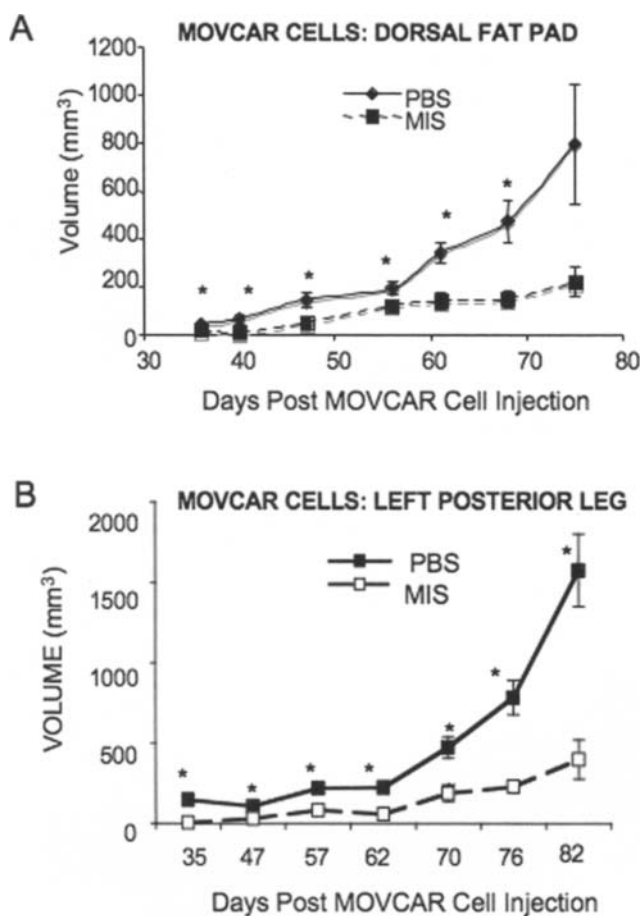 A
MOVCAR CELLS: DORSAL FAT PAD
1200
1000
800
600
400
200
0
Volume (mm³)
PBS
MIS
* * * * * *
30 40 50 60 70 80
Days Post MOVCAR Cell Injection
B
MOVCAR CELLS: LEFT POSTERIOR LEG
2000
1500
1000
500
0
VOLUME (mm³)
PBS
MIS
* * * * * * *
35 47 57 62 70 76 82
Days Post MOVCAR Cell Injection